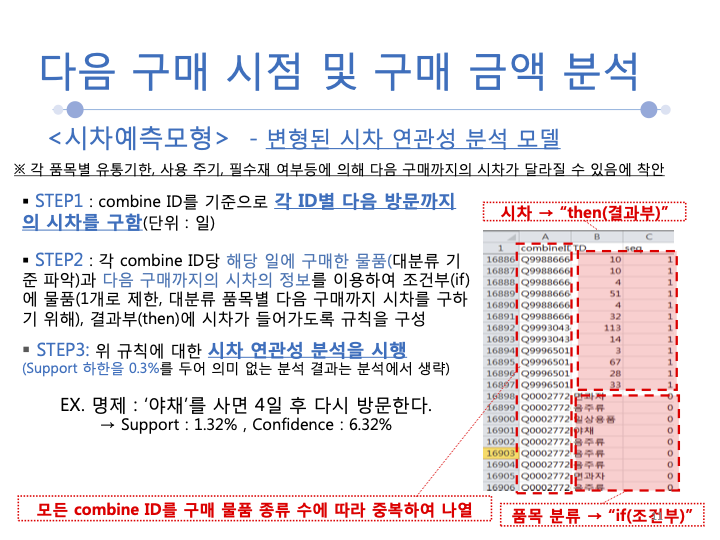 다음 구매 시점 및 구매 금액 분석
<시차예측모형> - 변형된 시차 연관성 분석 모델
※ 각 품목별 유통기한, 사용 주기, 필수재 여부등에 의해 다음 구매까지의 시차가 달라질 수 있음에 착안
▪ STEP1 : combine ID를 기준으로 각 ID별 다음 방문까지
의 시차를 구함(단위 : 일)
▪ STEP2 : 각 combine ID당 해당 일에 구매한 물품(대분류 기
준 파악)과 다음 구매까지의 시차의 정보를 이용하여 조건부(if)
에 물품(1개로 제한, 대분류 품목별 다음 구매까지 시차를 구하
기 위해), 결과부(then)에 시차가 들어가도록 규칙을 구성
▪ STEP3: 위 규칙에 대한 시차 연관성 분석을 시행
(Support 하한을 0.3%를 두어 의미 없는 분석 결과는 분석에서 생략)
EX. 명제 : ‘야채’를 사면 4일 후 다시 방문한다.
→ Support : 1.32% , Confidence : 6.32%
시차 → “then(결과부)”
A B C
1 combineI ID seq
16886 Q9988666 10 1
16887 Q9988666 10 1
16888 Q9988666 4 1
16889 Q9988666 51 1
16890 Q9988666 4 1
16891 Q9988666 32 1
16892 Q9993043 113 1
16893 Q9993043 14 1
16894 Q9996501 3 1
16895 Q9996501 67 1
16896 Q9996501 28 1
16897 Q9996501 33 1
16898 Q0002772 면과자 0
16899 Q0002772 음주류 0
16900 Q0002772 일상용품 0
16901 Q0002772 야채 0
16902 Q0002772 음주류 0
16903 Q0002772 음주류 0
16904 Q0002772 음주류 0
16905 Q0002772 면과자 0
16906 Q0002772 음주류 0
모든 combine ID를 구매 물품 종류 수에 따라 중복하여 나열
품목 분류 → “if(조건부)”